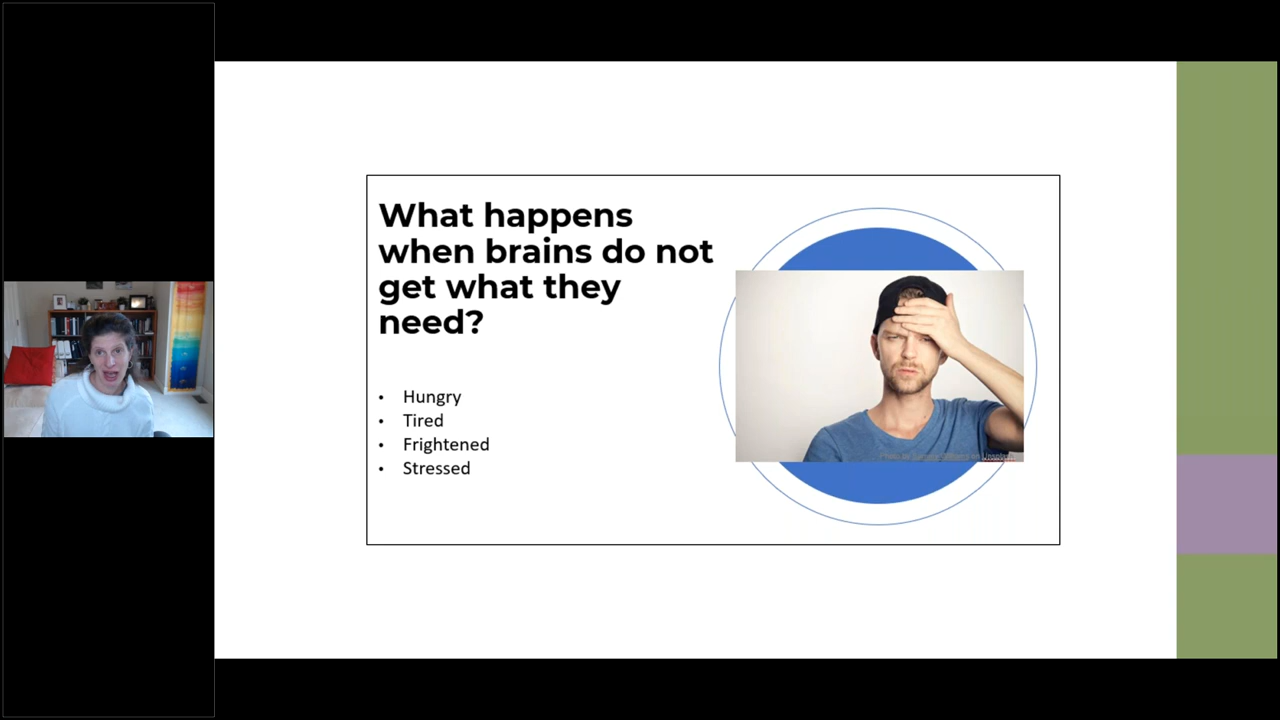 What happens
when brains do not
get what they
need?
• Hungry
• Tired
• Frightened
• Stressed